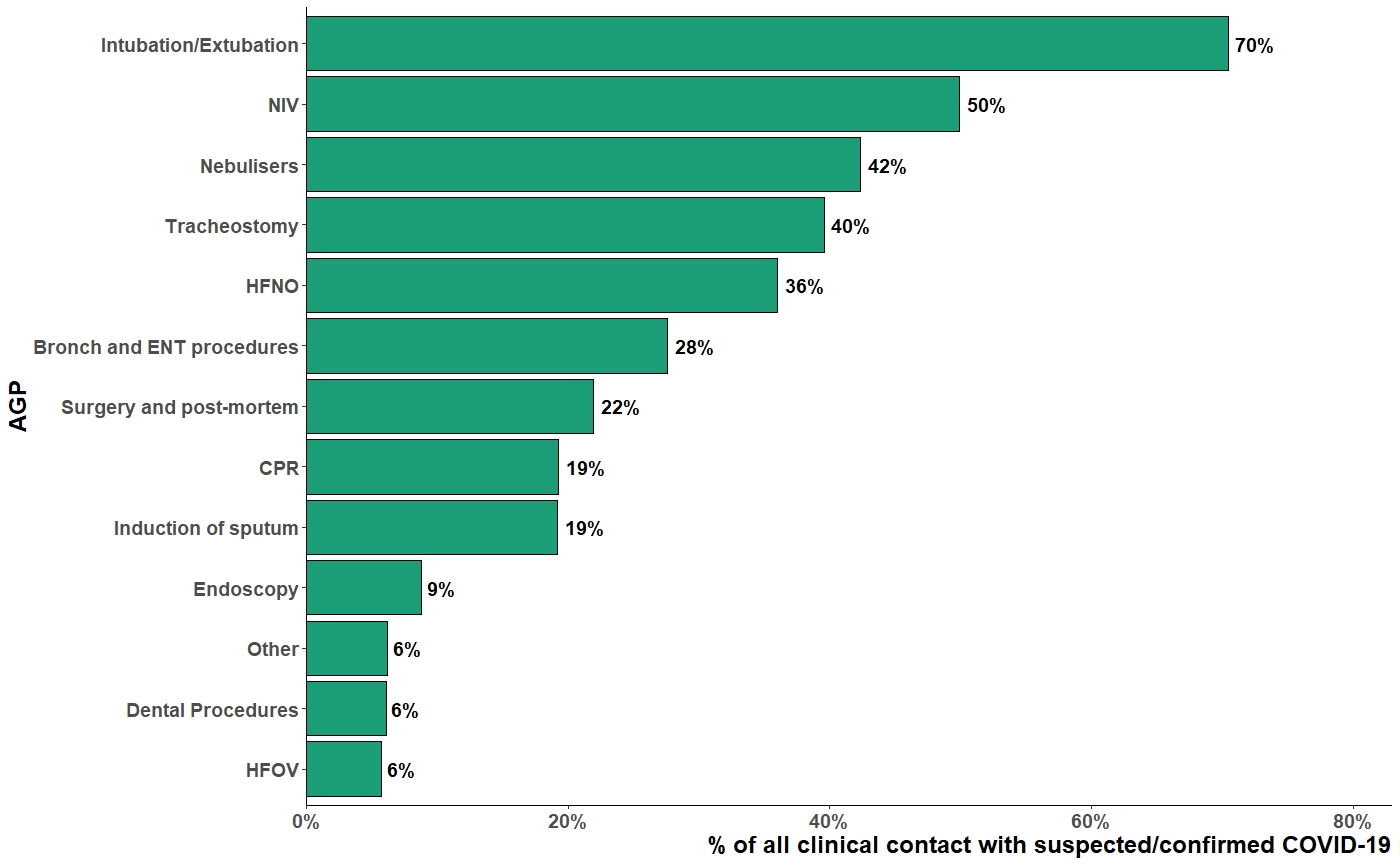 Intubation/Extubation 70%
NIV 50%
Nebulisers 42%
Tracheostomy 40%
HFNO 36%
Bronch and ENT procedures 28%
AGP
Surgery and post-mortem 22%
CPR 19%
Induction of sputum 19%
Endoscopy 9%
Other 6%
Dental Procedures 6%
HFOV 6%
0% 20% 40% 60% 80%
% of all clinical contact with suspected/confirmed COVID-19